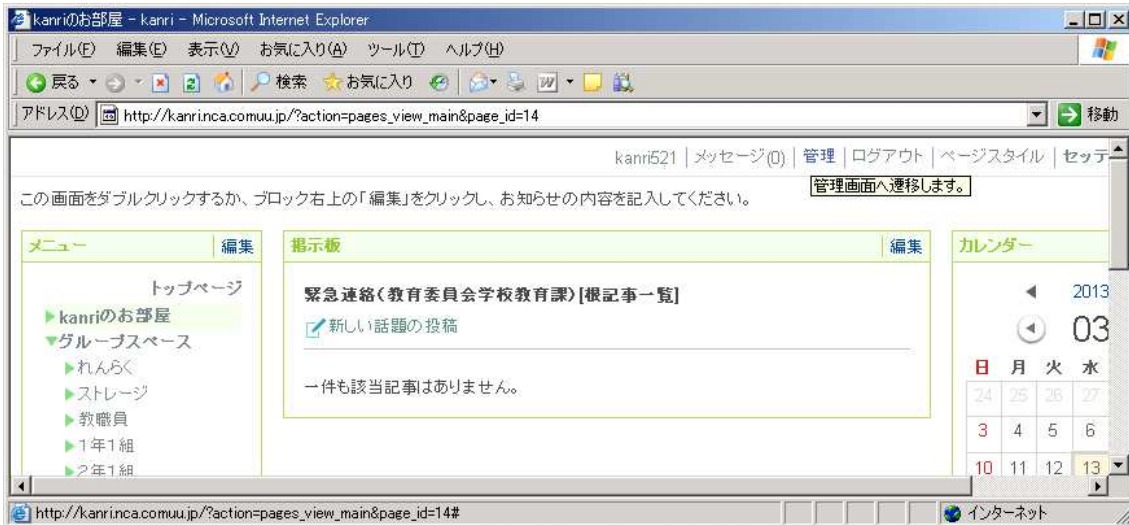 kanriのお部屋 - kanri - Microsoft Internet Explorer
ファイル(F) 編集(E) 表示(V) お気に入り(A) ツール(T) ヘルプ(H)
戻る 検索 お気に入り
アドレス(D) http://kanri.nca.comuu.jp/?action=pages_view_main&page_id=14 移動
kanri521 | メッセージ(0) | 管理 | ログアウト | ページスタイル | セッテ
管理画面へ遷移します。
この画面をダブルクリックするか、ブロック右上の「編集」をクリックし、お知らせの内容を記入してください。
メニュー 編集
トップページ
kanriのお部屋
グループスペース
れんらく
ストレージ
教職員
1年1組
2年1組
掲示板 編集
緊急連絡(教育委員会学校教育課)[根記事一覧]
新しい話題の投稿
一件も該当記事はありません。
カレンダー
2013
03
日 月 火 水
24 25 26 27
3 4 5 6
10 11 12 13
http://kanri.nca.comuu.jp/?action=pages_view_main&page_id=14# インターネット